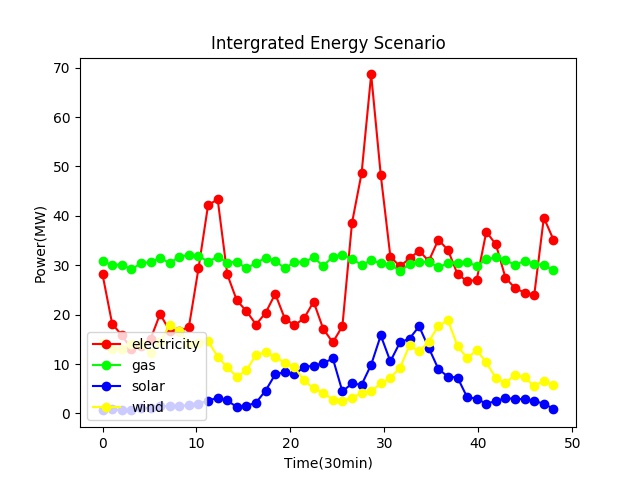 Intergrated Energy Scenario
Power(MW)
70
60
50
40
30
20
10
0
electricity
gas
solar
wind
0 10 20 30 40 50
Time(30min)